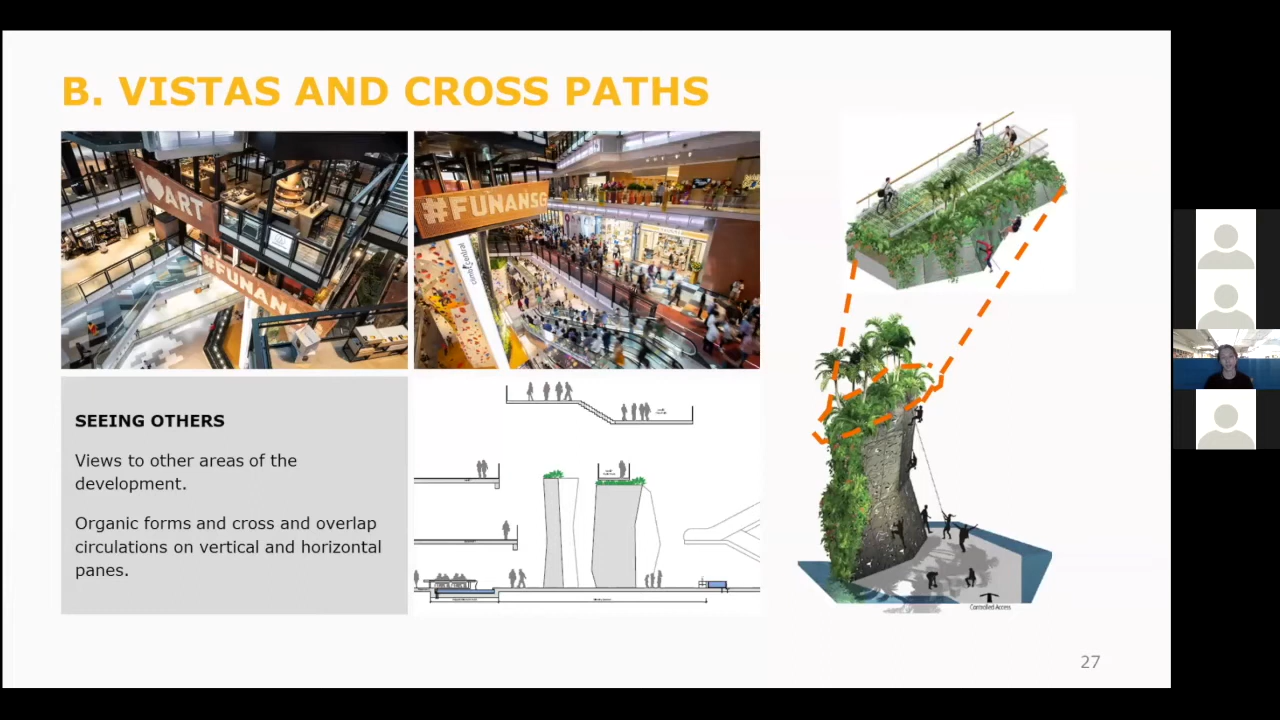 B. VISTAS AND CROSS PATHS
I ART
#FUNAN
#FUNANSG
SEEING OTHERS
Views to other areas of the
development.
Organic forms and cross and overlap
circulations on vertical and horizontal
panes.
Controlled Access
27